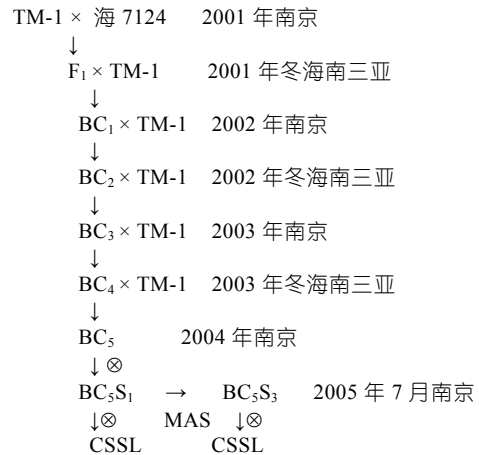 TM-1 × 海 7124 2001 年南京
↓
F₁ × TM-1 2001 年冬海南三亚
↓
BC₁ × TM-1 2002 年南京
↓
BC₂ × TM-1 2002 年冬海南三亚
↓
BC₃ × TM-1 2003 年南京
↓
BC₄ × TM-1 2003 年冬海南三亚
↓
BC₅ 2004 年南京
↓ ⊗
BC₅S₁ → BC₅S₃ 2005 年 7 月南京
↓⊗ MAS ↓⊗
CSSL CSSL